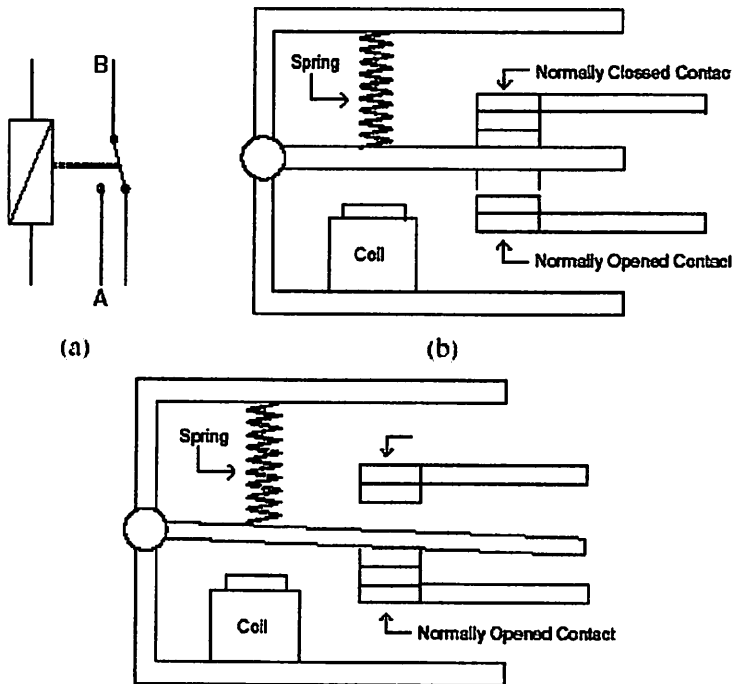 B
A
(a)
Spring
Normally Clossed Contac
Coil
Normally Opened Contact
(b)
Spring
Coil
Normally Opened Contact